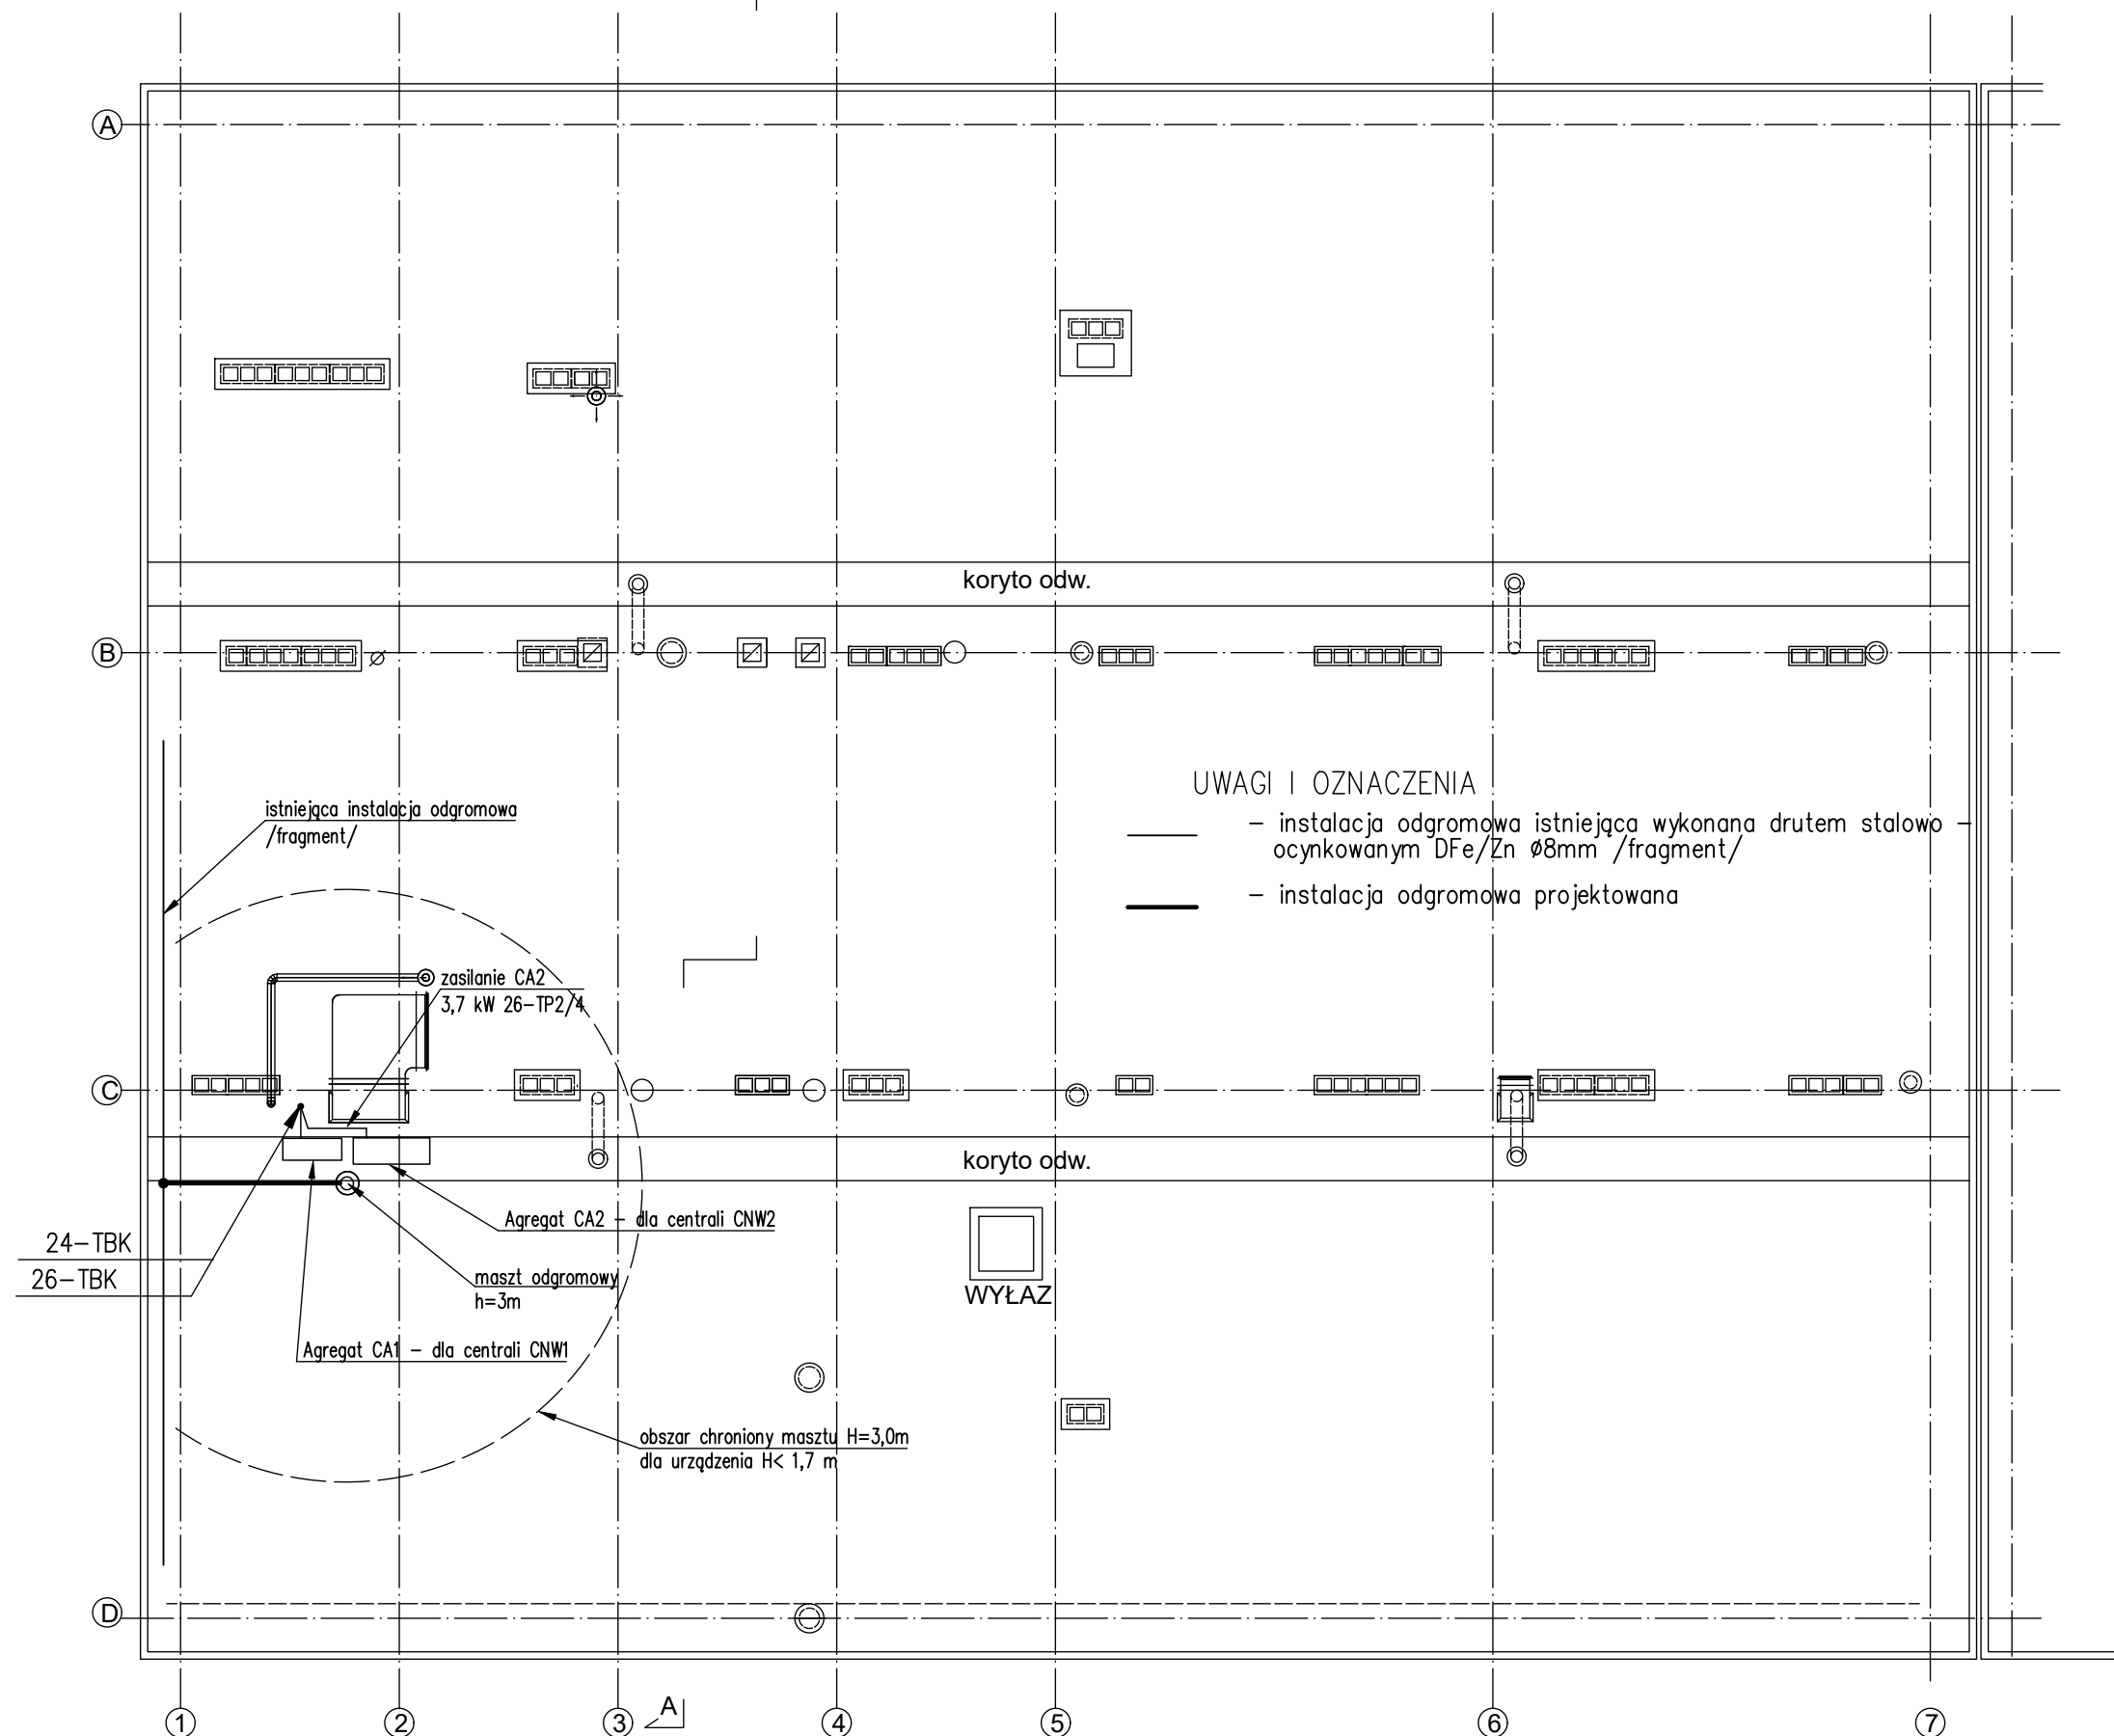 A
koryto odw.
B
UWAGI I OZNACZENIA
– instalacja odgromowa istniejąca wykonana drutem stalowo –
ocynkowanym DFe/Zn Ø8mm /fragment/
– instalacja odgromowa projektowana
istniejąca instalacja odgromowa
/fragment/
zasilanie CA2
3,7 kW 26–TP2/4
C
koryto odw.
Agregat CA2 – dla centrali CNW2
24–TBK
26–TBK
maszt odgromowy
h=3m
WYŁAZ
Agregat CA1 – dla centrali CNW1
obszar chroniony masztu H=3,0m
dla urządzenia H< 1,7 m
D
A
1 2 3 4 5 6 7